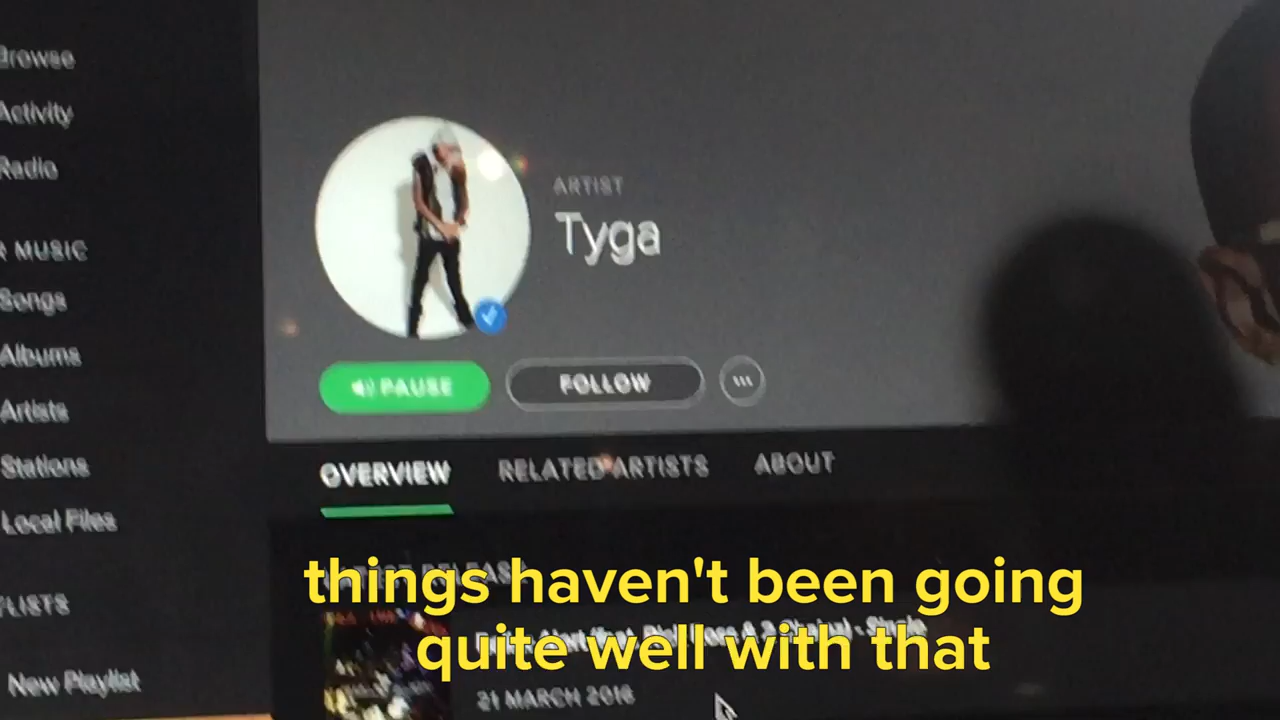 Browse
Activity
Radio
MUSIC
Songs
Albums
Artists
Stations
Local Files
New Playlist
ARTIST
Tyga
PAUSE
FOLLOW
OVERVIEW RELATED ARTISTS ABOUT
things haven't been going
quite well with that
21 MARCH 2016